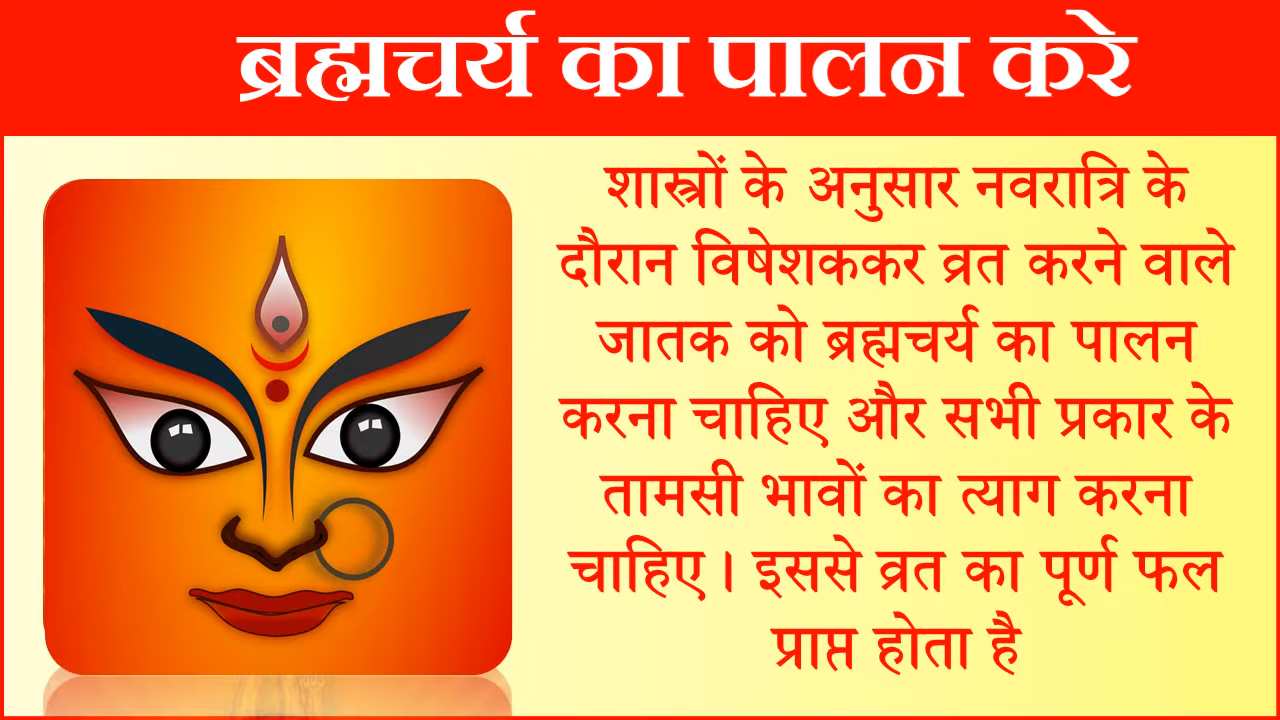 ब्रह्मचर्य का पालन करे
शास्त्रों के अनुसार नवरात्रि के
दौरान विषेशककर व्रत करने वाले
जातक को ब्रह्मचर्य का पालन
करना चाहिए और सभी प्रकार के
तामसी भावों का त्याग करना
चाहिए। इससे व्रत का पूर्ण फल
प्राप्त होता है